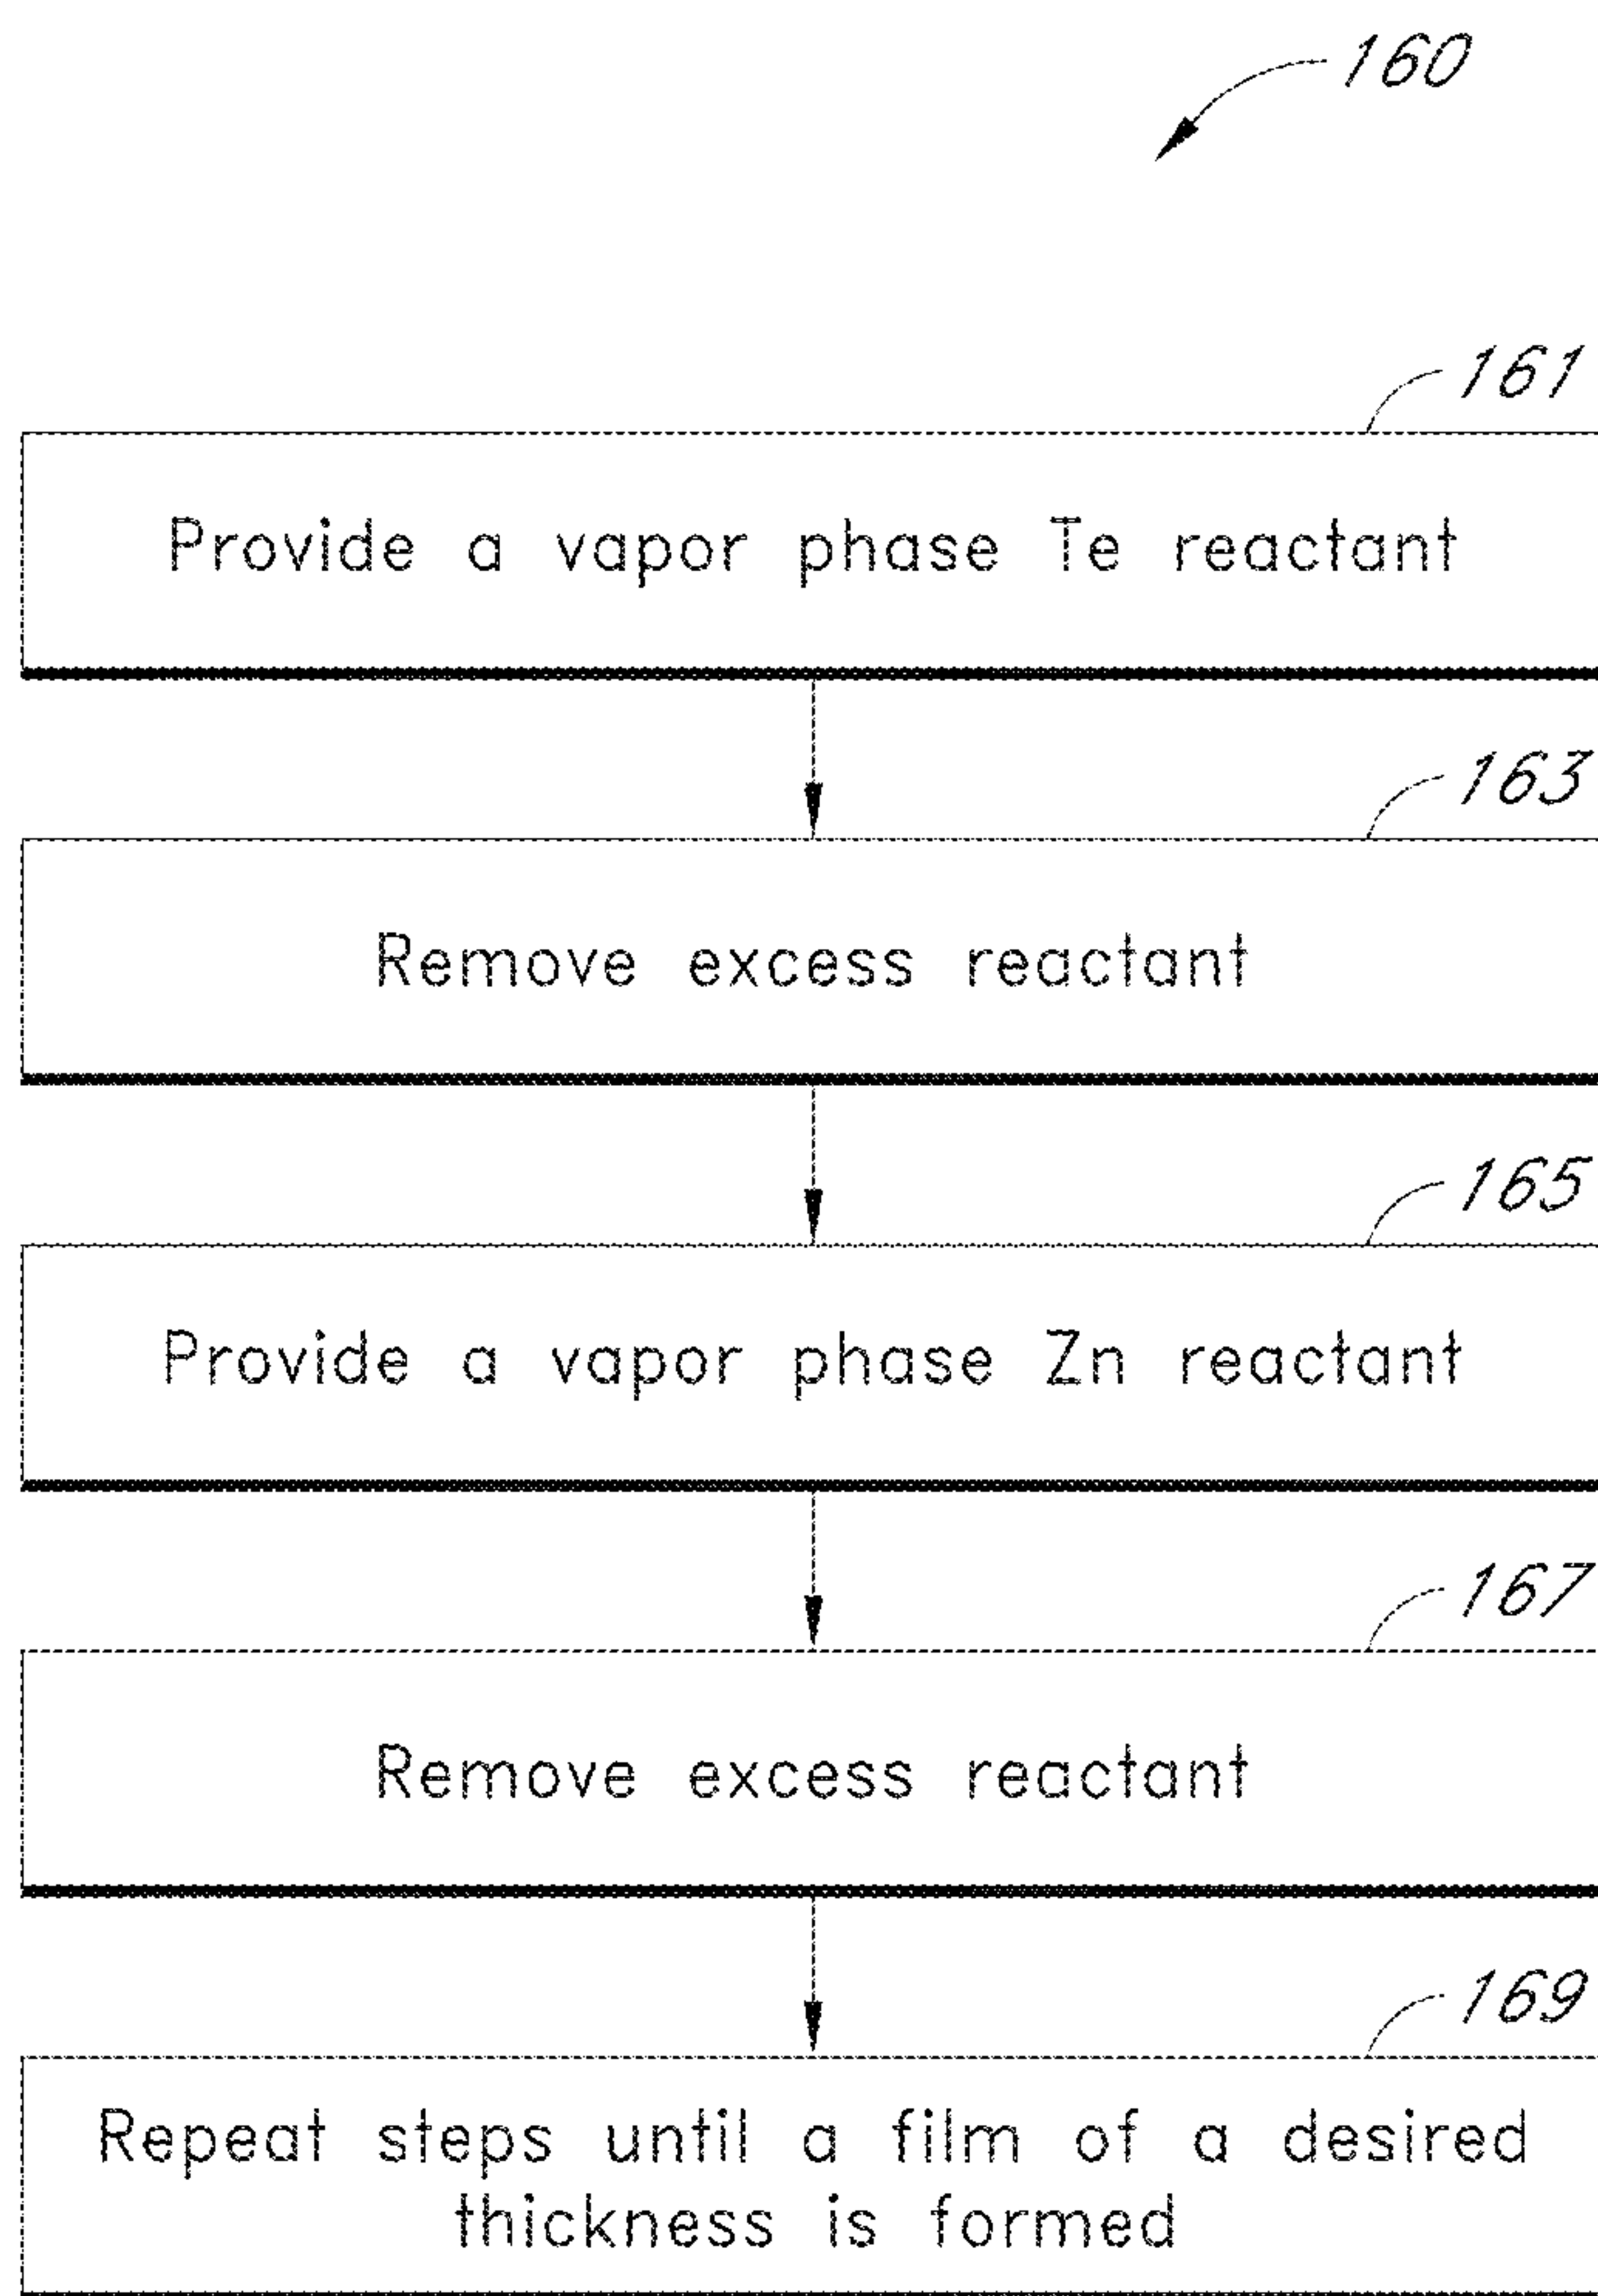 160
161
Provide a vapor phase Te reactant
163
Remove excess reactant
165
Provide a vapor phase Zn reactant
167
Remove excess reactant
169
Repeat steps until a film of a desired
thickness is formed